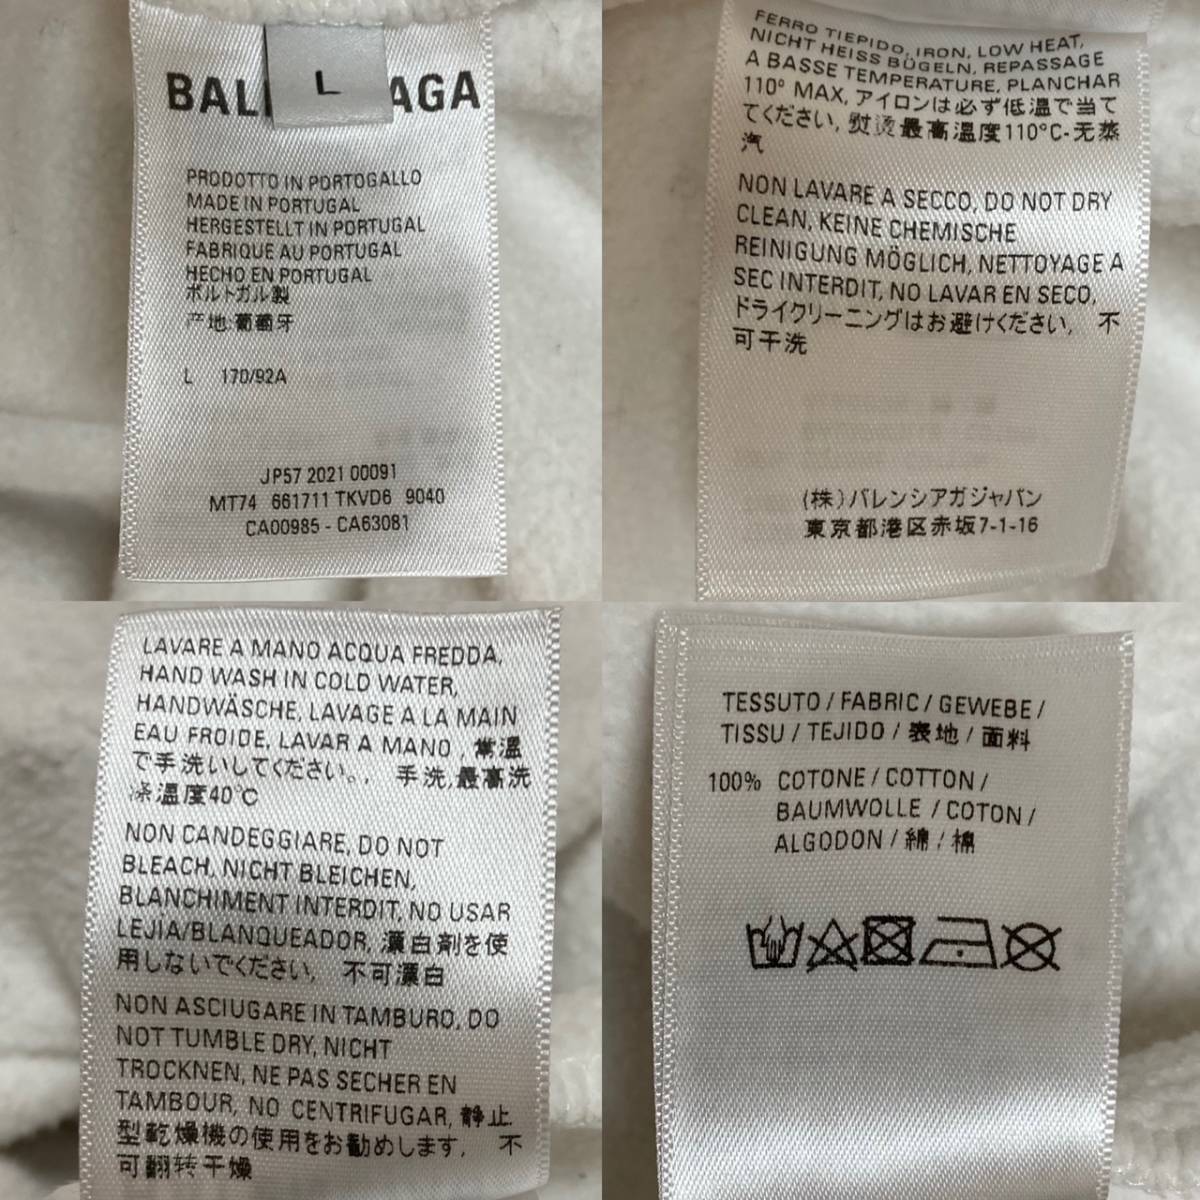 L
PRODOTTO IN PORTOGALLO
MADE IN PORTUGAL
HERGESTELLT IN PORTUGAL
FABRIQUE AU PORTUGAL
HECHO EN PORTUGAL
ポルトガル製
产地:葡萄牙
L 170/92A
JP57 2021 00091
MT74 661711 TKVD6 9040
CA00985 - CA63081
FERRO TIEPIDO, IRON, LOW HEAT,
NICHT HEISS BÜGELN, REPASSAGE
A BASSE TEMPERATURE, PLANCHAR
110° MAX, アイロンは必ず低温で当て
てください, 熨烫最高温度110°C-无蒸
汽
NON LAVARE A SECCO, DO NOT DRY
CLEAN, KEINE CHEMISCHE
REINIGUNG MÖGLICH, NETTOYAGE A
SEC INTERDIT, NO LAVAR EN SECO,
ドライクリーニングはお避けください, 不
可干洗
(株)バレンシアガジャパン
東京都港区赤坂7-1-16
LAVARE A MANO ACQUA FREDDA,
HAND WASH IN COLD WATER,
HANDWÄSCHE, LAVAGE A LA MAIN
EAU FROIDE, LAVAR A MANO , 常温
で手洗いしてください。, 手洗,最高洗
涤温度40°C
NON CANDEGGIARE, DO NOT
BLEACH, NICHT BLEICHEN,
BLANCHIMENT INTERDIT, NO USAR
LEJIA/BLANQUEADOR, 漂白剤を使
用しないでください, 不可漂白
NON ASCIUGARE IN TAMBURO, DO
NOT TUMBLE DRY, NICHT
TROCKNEN, NE PAS SECHER EN
TAMBOUR, NO CENTRIFUGAR, 静止
型乾燥機の使用をお勧めします, 不
可翻转干燥
TESSUTO / FABRIC / GEWEBE /
TISSU / TEJIDO / 表地 / 面料
100% COTONE / COTTON /
BAUMWOLLE / COTON /
ALGODON / 綿 / 棉